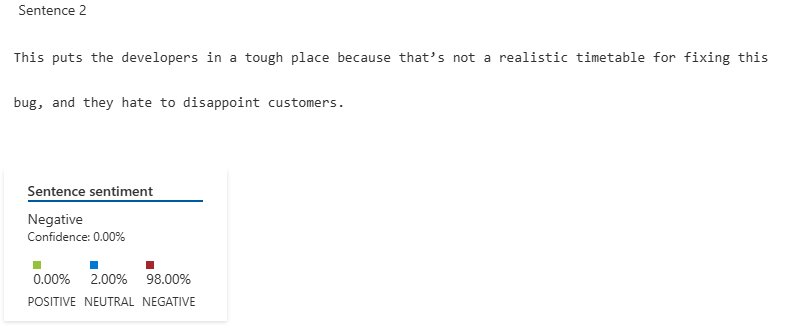 Sentence 2
This puts the developers in a tough place because that’s not a realistic timetable for fixing this
bug, and they hate to disappoint customers.
Sentence sentiment
Negative
Confidence: 0.00%
0.00% 2.00% 98.00%
POSITIVE NEUTRAL NEGATIVE